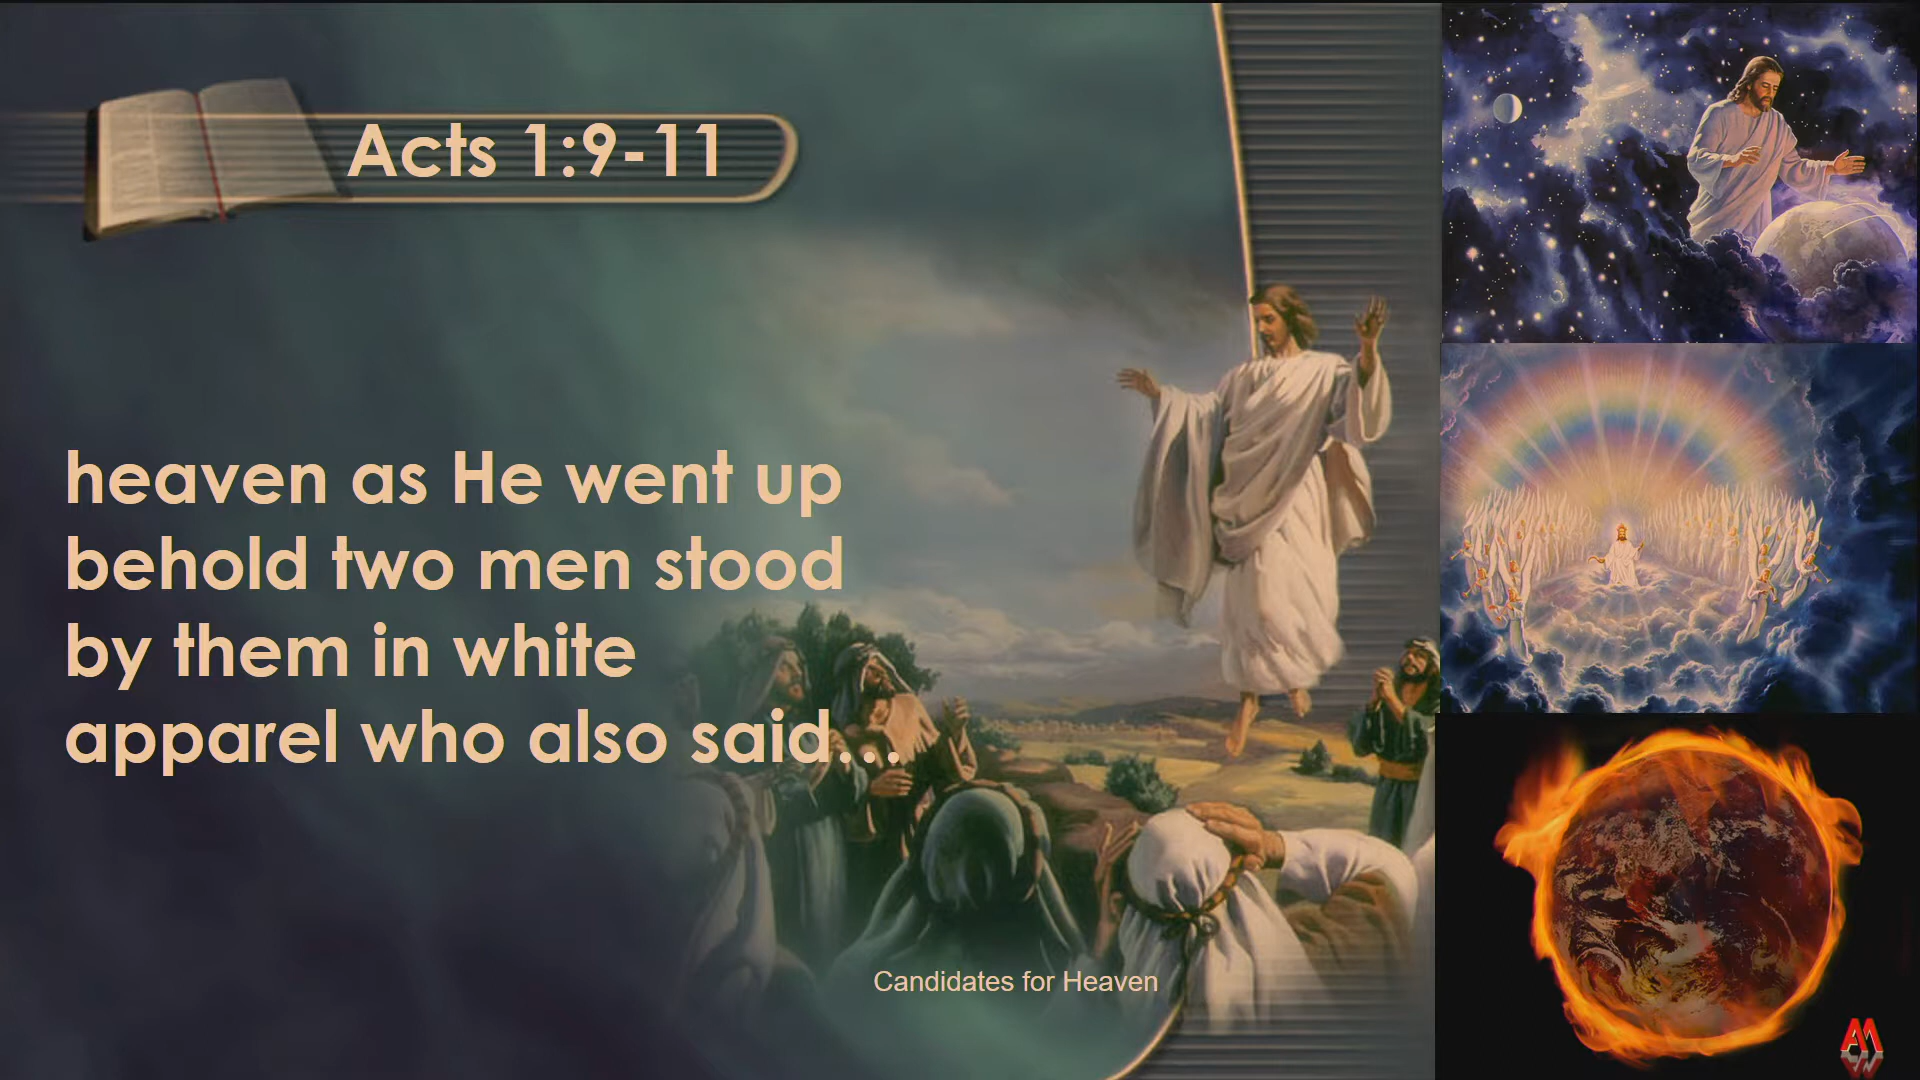 Acts 1:9-11
heaven as He went up
behold two men stood
by them in white
apparel who also said...
Candidates for Heaven